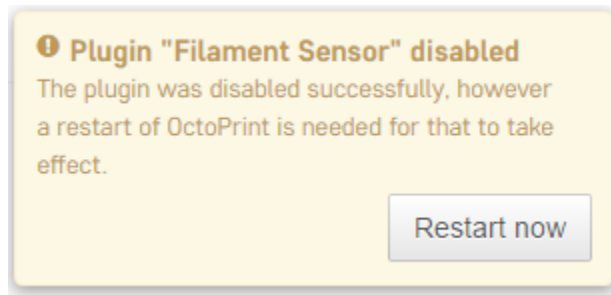 Plugin "Filament Sensor" disabled
The plugin was disabled successfully, however
a restart of OctoPrint is needed for that to take
effect.
Restart now